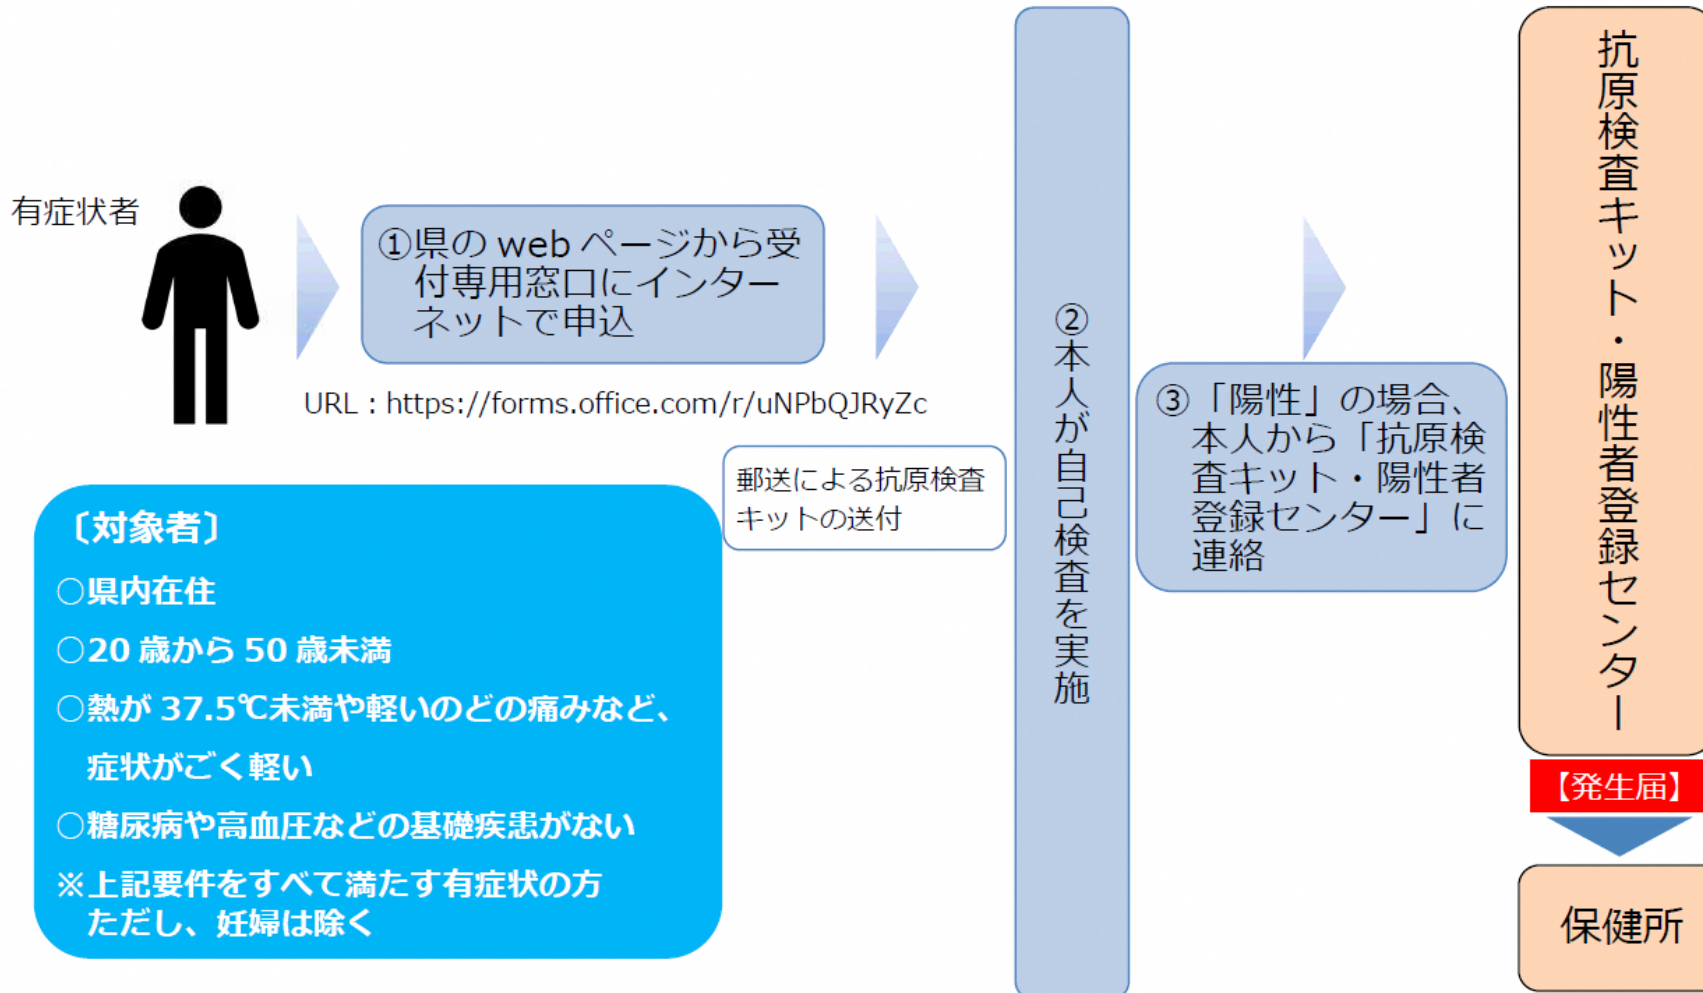 有症状者
①県の web ページから受
付専用窓口にインター
ネットで申込
URL：https://forms.office.com/r/uNPbQJRyZc
郵送による抗原検査
キットの送付
〔対象者〕
○県内在住
○20 歳から 50 歳未満
○熱が 37.5℃未満や軽いのどの痛みなど、
症状がごく軽い
○糖尿病や高血圧などの基礎疾患がない
※上記要件をすべて満たす有症状の方
ただし、妊婦は除く
②本人が自己検査を実施
③「陽性」の場合、
本人から「抗原検
査キット・陽性者
登録センター」に
連絡
抗原検査キット・陽性者登録センター
【発生届】
保健所